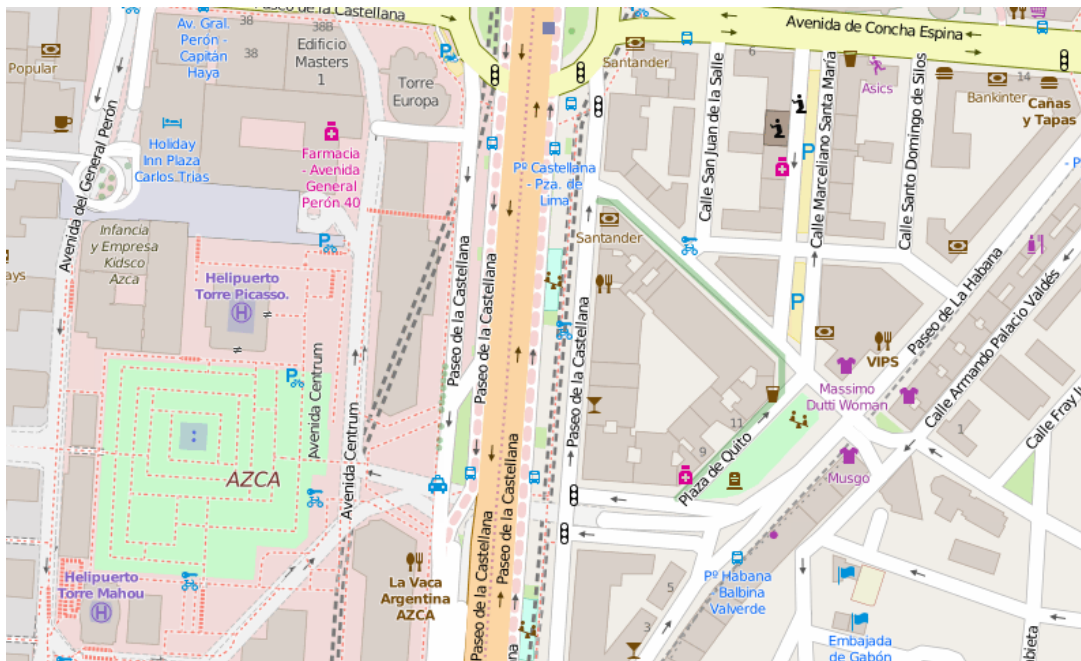 Paseo de la Castellana
Avenida de Concha Espina
Av. Gral.
Perón -
Capitán
Haya
38B
38
38
Edificio
Masters
1
Popular
Torre
Europa
Santander
6
Asics
14
Bankinter
Cañas
y Tapas
Holiday
Inn Plaza
Carlos Trias
Farmacia
- Avenida
General
Perón 40
Pº Castellana
- Pza. de
Lima
Calle San Juan de la Salle
Calle Marceliano Santa María
Calle Santo Domingo de Silos
- P
Avenida del General Perón
Infancia
y Empresa
Kidsco
Azca
ays
Helipuerto
Torre Picasso.
Santander
Paseo de la Castellana
Paseo de la Castellana
Paseo de la Castellana
Paseo de La Habana
Calle Armando Palacio Valdés
VIPS
Massimo
Dutti Woman
Avenida Centrum
Avenida Centrum
11
9
1
Plaza de Quito
Calle Fray Ju
Musgo
AZCA
Paseo de la Castellana
Paseo de la Castellana
Helipuerto
Torre Mahou
La Vaca
Argentina
AZCA
5
3
Pº Habana
Balbina
Valverde
Embajada
de Gabón
bieta